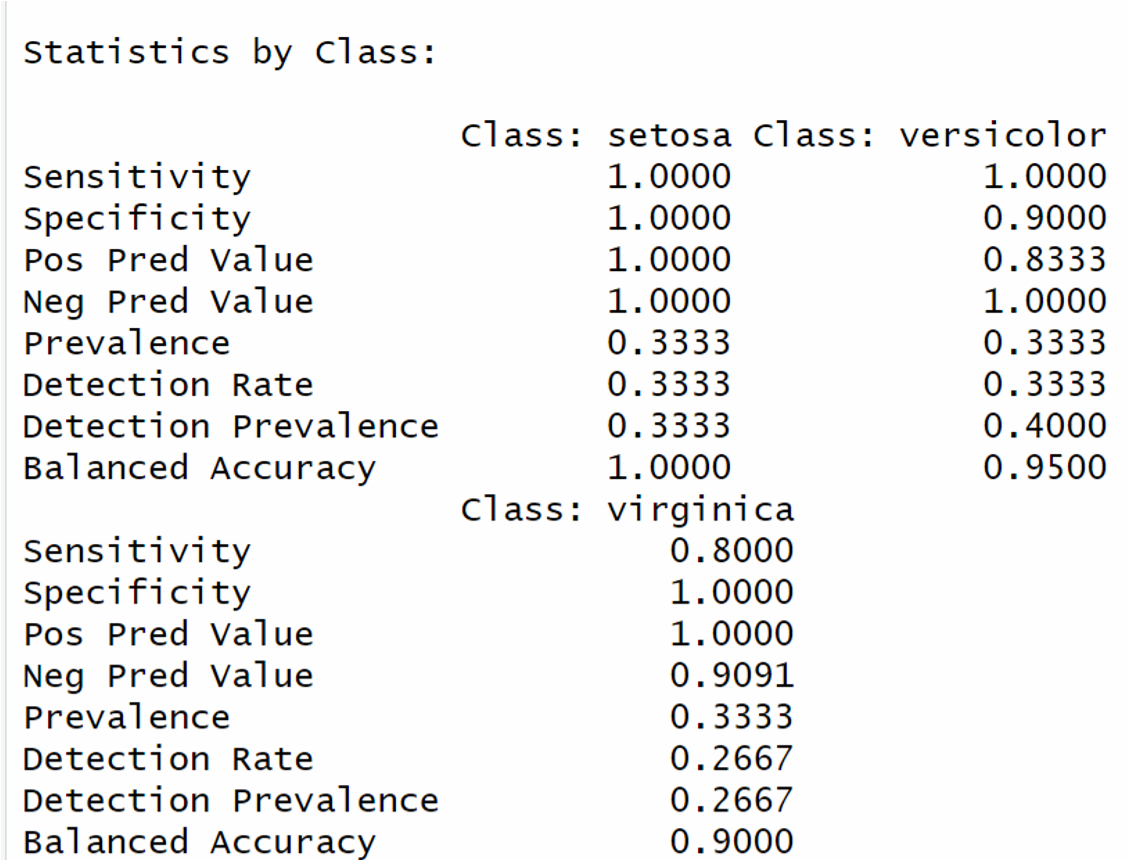 Statistics by Class:
                     Class: setosa Class: versicolor
Sensitivity                 1.0000            1.0000
Specificity                 1.0000            0.9000
Pos Pred Value              1.0000            0.8333
Neg Pred Value              1.0000            1.0000
Prevalence                  0.3333            0.3333
Detection Rate              0.3333            0.3333
Detection Prevalence        0.3333            0.4000
Balanced Accuracy           1.0000            0.9500
                     Class: virginica
Sensitivity                    0.8000
Specificity                    1.0000
Pos Pred Value                 1.0000
Neg Pred Value                 0.9091
Prevalence                     0.3333
Detection Rate                 0.2667
Detection Prevalence           0.2667
Balanced Accuracy              0.9000